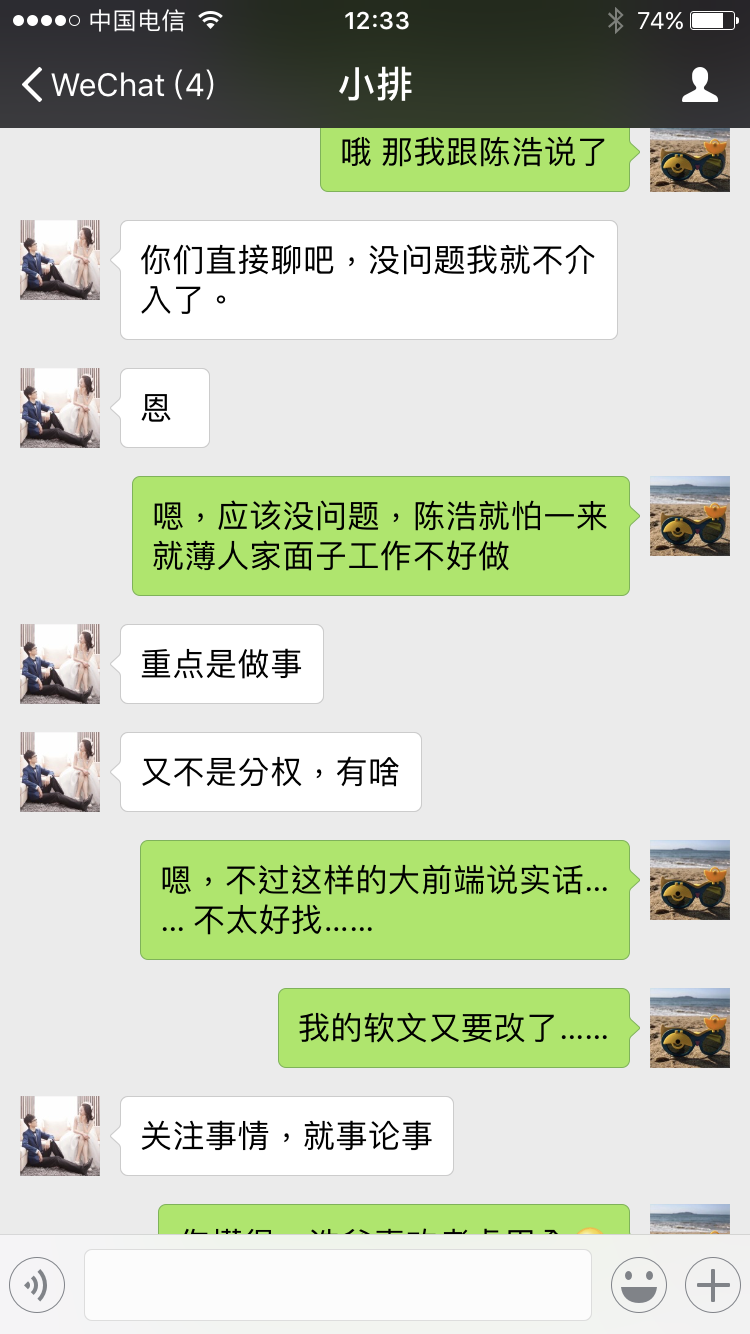 中国电信
12:33
74%
WeChat (4)
小排
哦 那我跟陈浩说了
你们直接聊吧，没问题我就不介
入了。
恩
嗯，应该没问题，陈浩就怕一来
就薄人家面子工作不好做
重点是做事
又不是分权，有啥
嗯，不过这样的大前端说实话...
... 不太好找......
我的软文又要改了......
关注事情，就事论事